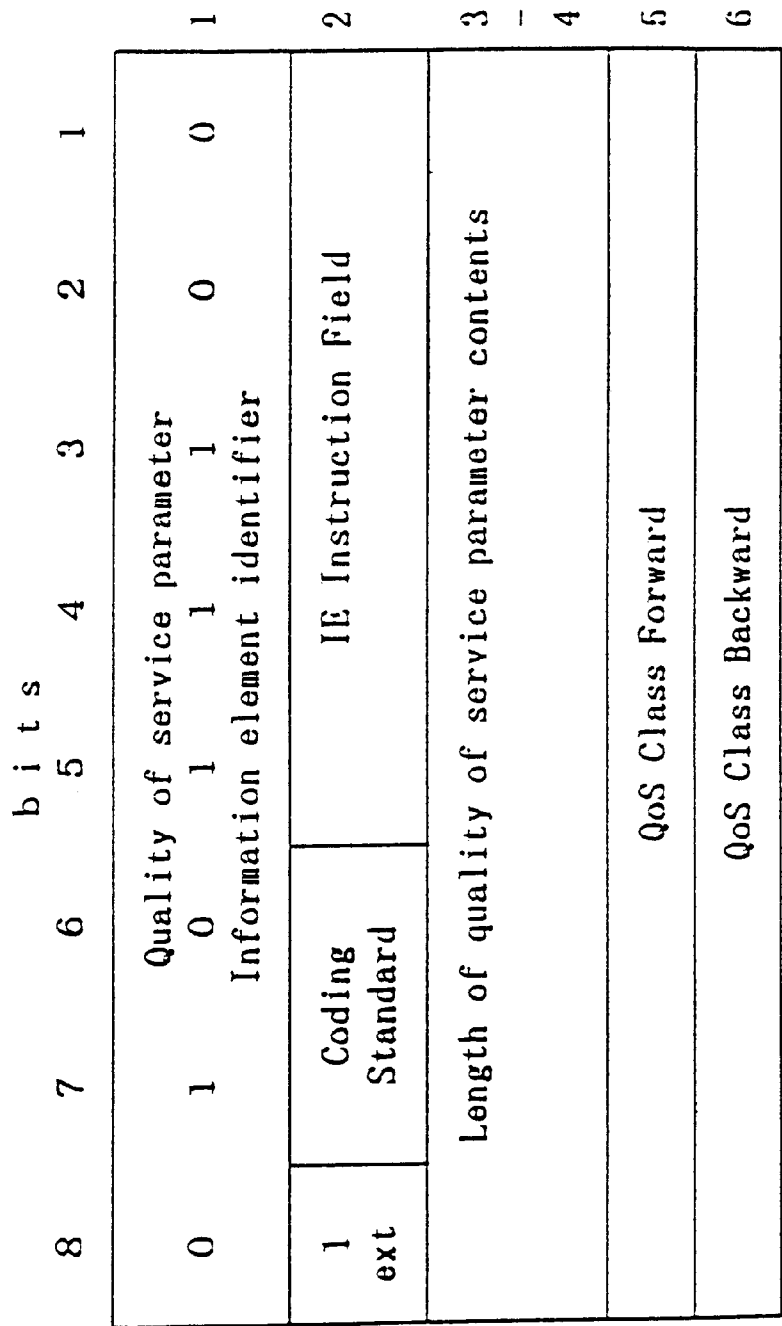 bits
8 7 6 5 4 3 2 1
Quality of service parameter
0 1 0 1 1 1 0 0 1
Information element identifier
1 Coding IE Instruction Field 2
ext Standard
Length of quality of service parameter contents 3
-
4
QoS Class Forward 5
QoS Class Backward 6